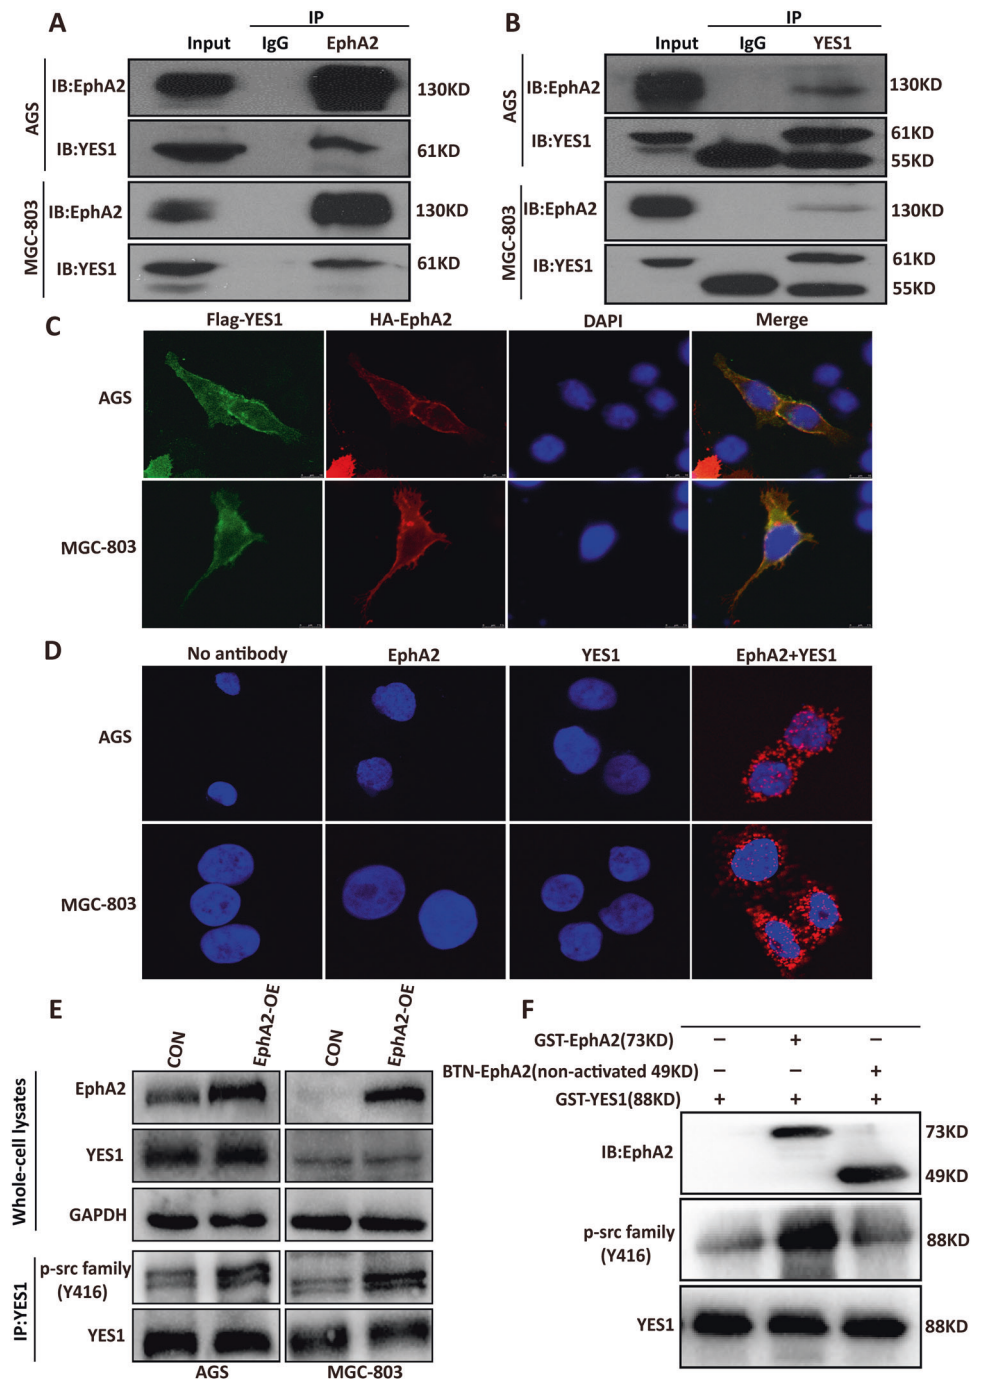 A
IP
Input IgG EphA2
AGS
IB:EphA2 130KD
IB:YES1 61KD
MGC-803
IB:EphA2 130KD
IB:YES1 61KD
B
IP
Input IgG YES1
AGS
IB:EphA2 130KD
IB:YES1 61KD
55KD
MGC-803
IB:EphA2 130KD
IB:YES1 61KD
55KD
C
Flag-YES1 HA-EphA2 DAPI Merge
AGS
MGC-803
D
No antibody EphA2 YES1 EphA2+YES1
AGS
MGC-803
E
CON EphA2-OE CON EphA2-OE
Whole-cell lysates
EphA2
YES1
GAPDH
IP:YES1
p-src family
(Y416)
YES1
AGS MGC-803
F
GST-EphA2(73KD) − + −
BTN-EphA2(non-activated 49KD) − − +
GST-YES1(88KD) + + +
IB:EphA2 73KD
49KD
p-src family
(Y416) 88KD
YES1 88KD